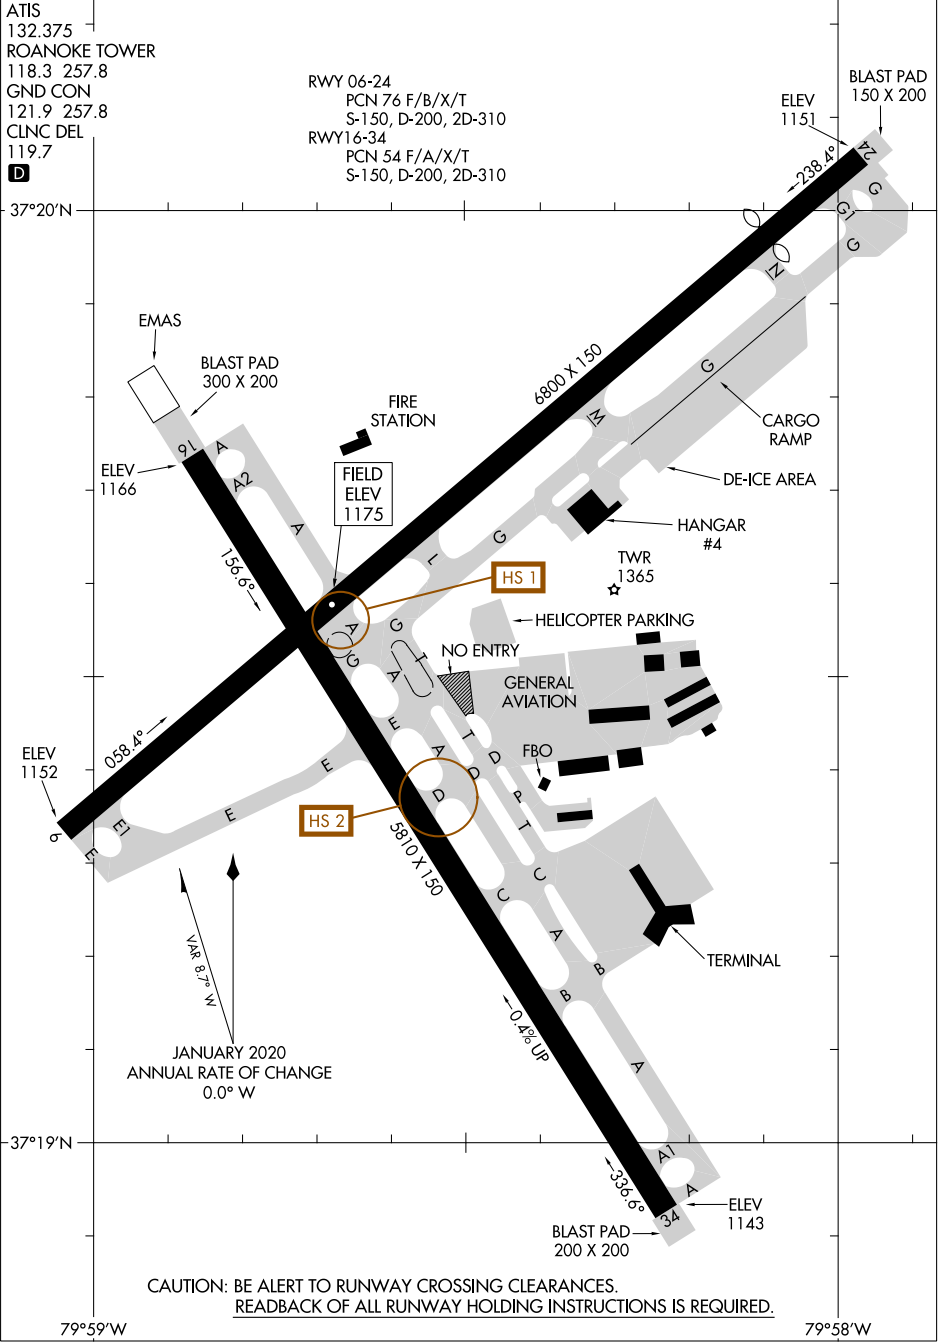 ATIS
132.375
ROANOKE TOWER
118.3 257.8
GND CON
121.9 257.8
CLNC DEL
119.7
D
RWY 06-24
PCN 76 F/B/X/T
S-150, D-200, 2D-310
RWY16-34
PCN 54 F/A/X/T
S-150, D-200, 2D-310
BLAST PAD
150 X 200
ELEV
1151
24
238.4°
G
G1
G
37°20'N
N
EMAS
BLAST PAD
300 X 200
6800 X 150
G
FIRE
STATION
M
CARGO
RAMP
16
A
ELEV
1166
A2
FIELD
ELEV
1175
DE-ICE AREA
A
HANGAR
#4
G
L
TWR
1365
156.6°
HS 1
HELICOPTER PARKING
A
G
G
T
NO ENTRY
A
GENERAL
AVIATION
E
058.4°
T
A
D
FBO
ELEV
1152
E
D
D
P
HS 2
E
E1
T
9
E
5810 X 150
C
C
A
VAR 8.7° W
TERMINAL
B
B
0.4% UP
JANUARY 2020
ANNUAL RATE OF CHANGE
0.0° W
A
37°19'N
A1
336.6°
A
34
ELEV
1143
BLAST PAD
200 X 200
CAUTION: BE ALERT TO RUNWAY CROSSING CLEARANCES.
READBACK OF ALL RUNWAY HOLDING INSTRUCTIONS IS REQUIRED.
79°59'W
79°58'W